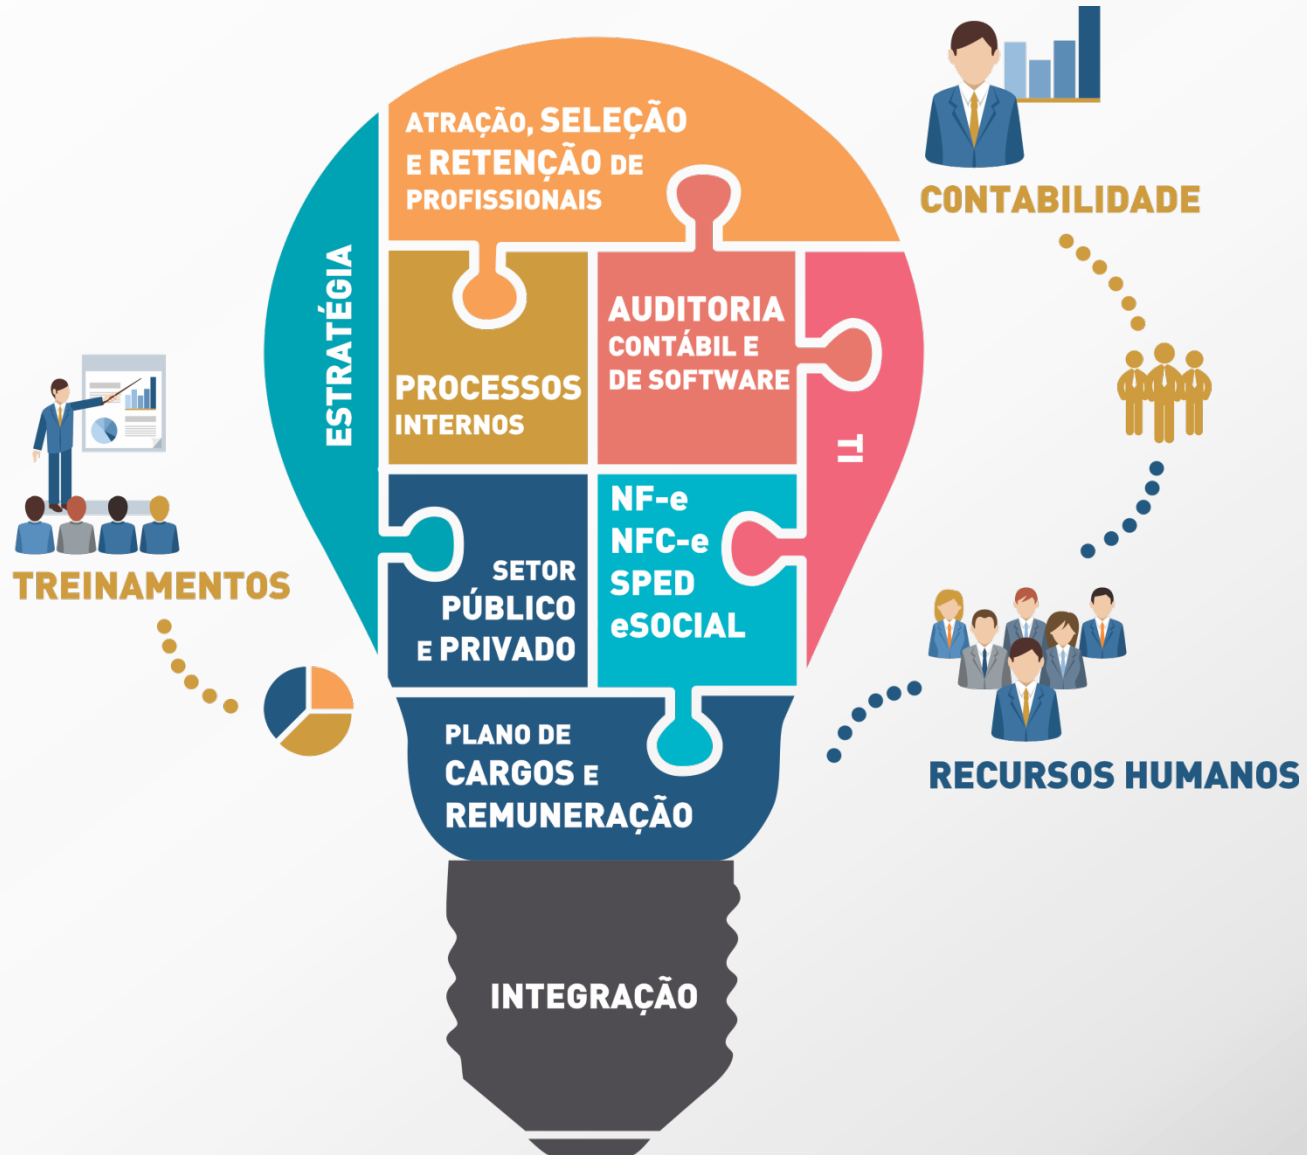 ATRAÇÃO, SELEÇÃO
E RETENÇÃO DE
PROFISSIONAIS
CONTABILIDADE
ESTRATÉGIA
PROCESSOS
INTERNOS
AUDITORIA
CONTÁBIL E
DE SOFTWARE
TI
TREINAMENTOS
SETOR
PÚBLICO
E PRIVADO
NF-e
NFC-e
SPED
eSOCIAL
RECURSOS HUMANOS
PLANO DE
CARGOS E
REMUNERAÇÃO
INTEGRAÇÃO